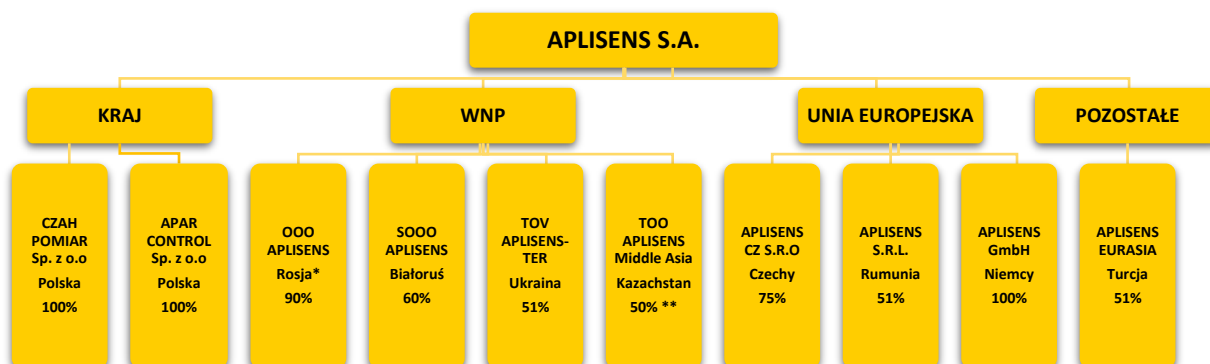 APLISENS S.A.
KRAJ
WNP
UNIA EUROPEJSKA
POZOSTAŁE
CZAH
POMIAR
Sp. z o.o
Polska
100%
APAR
CONTROL
Sp. z o.o
Polska
100%
OOO
APLISENS
Rosja*
90%
SOOO
APLISENS
Białoruś
60%
TOV
APLISENS-
TER
Ukraina
51%
TOO
APLISENS
Middle Asia
Kazachstan
50% **
APLISENS
CZ S.R.O
Czechy
75%
APLISENS
S.R.L.
Rumunia
51%
APLISENS
GmbH
Niemcy
100%
APLISENS
EURASIA
Turcja
51%